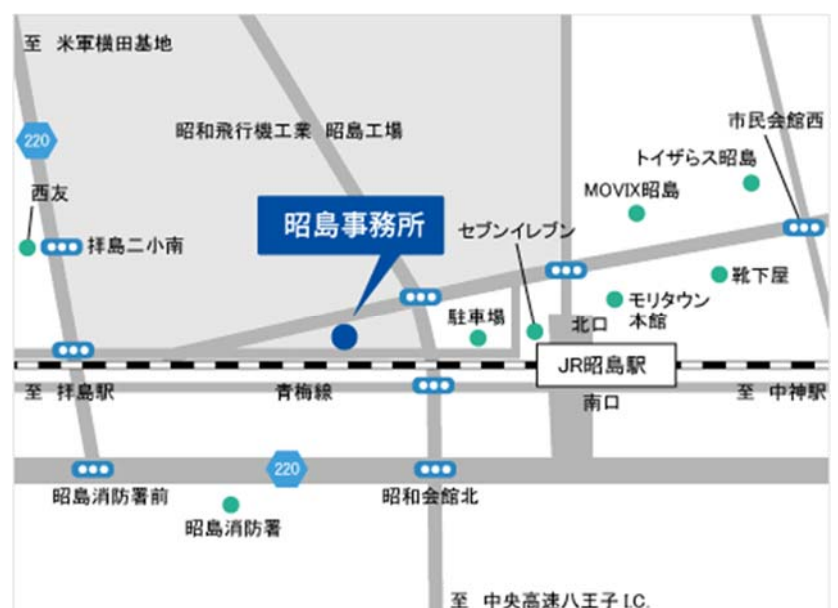 至 米軍横田基地
市民会館西
昭和飛行機工業 昭島工場
220
トイザらス昭島
MOVIX昭島
西友
昭島事務所
セブンイレブン
拝島二小南
靴下屋
モリタウン
本館
駐車場
北口
JR昭島駅
至 拝島駅
青梅線
至 中神駅
南口
220
昭島消防署前
昭和会館北
昭島消防署
至 中央高速八王子 I.C.